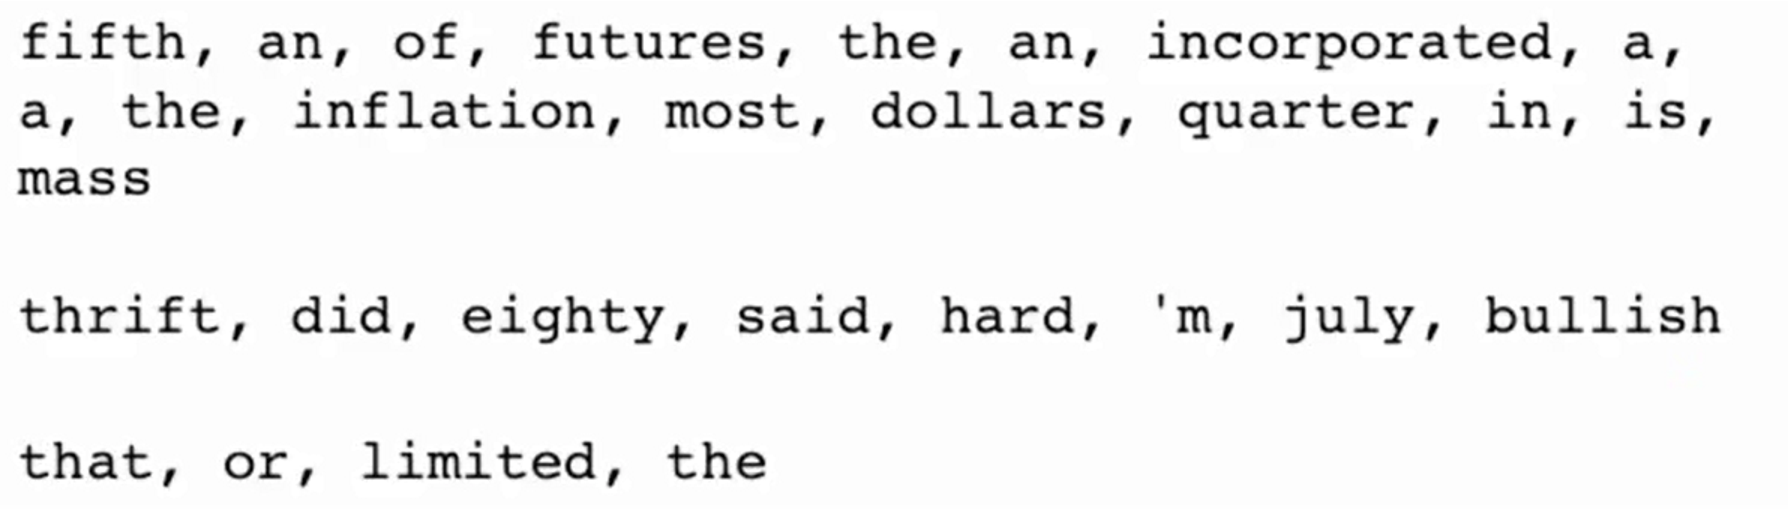 fifth, an, of, futures, the, an, incorporated, a,
a, the, inflation, most, dollars, quarter, in, is,
mass
thrift, did, eighty, said, hard, 'm, july, bullish
that, or, limited, the